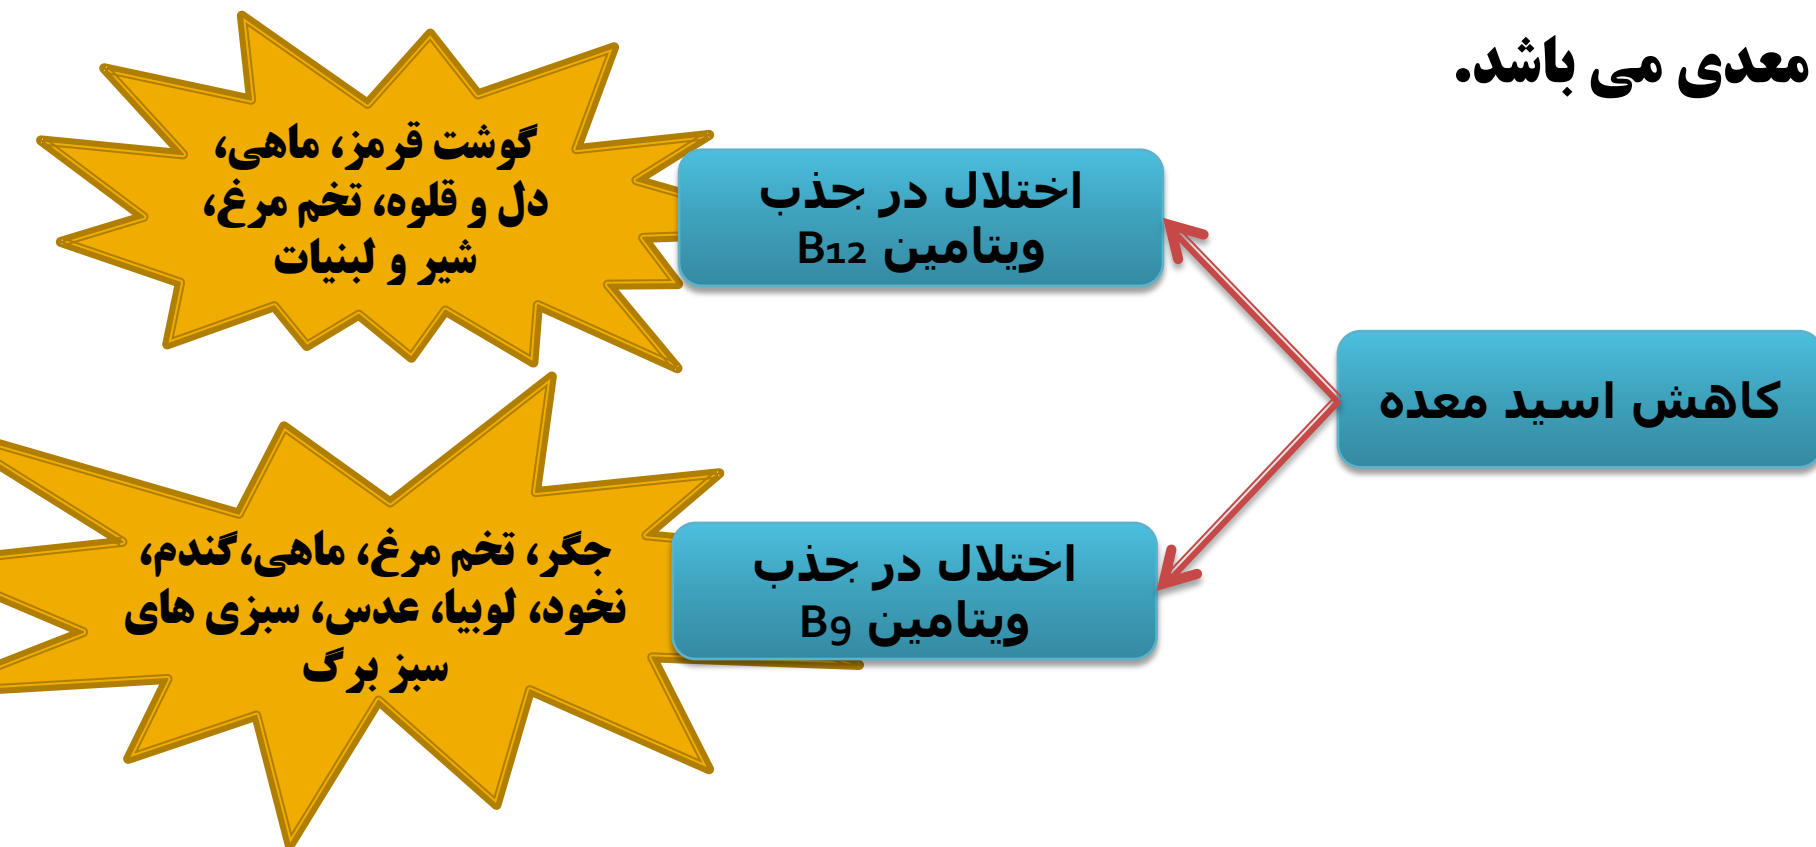 معدی می باشد.
کاهش اسید معده
اختلال در جذب
ویتامین B12
گوشت قرمز، ماهی،
دل و قلوه، تخم مرغ،
شیر و لبنیات
اختلال در جذب
ویتامین B9
جگر، تخم مرغ، ماهی،گندم،
نخود، لوبیا، عدس، سبزی های
سبز برگ